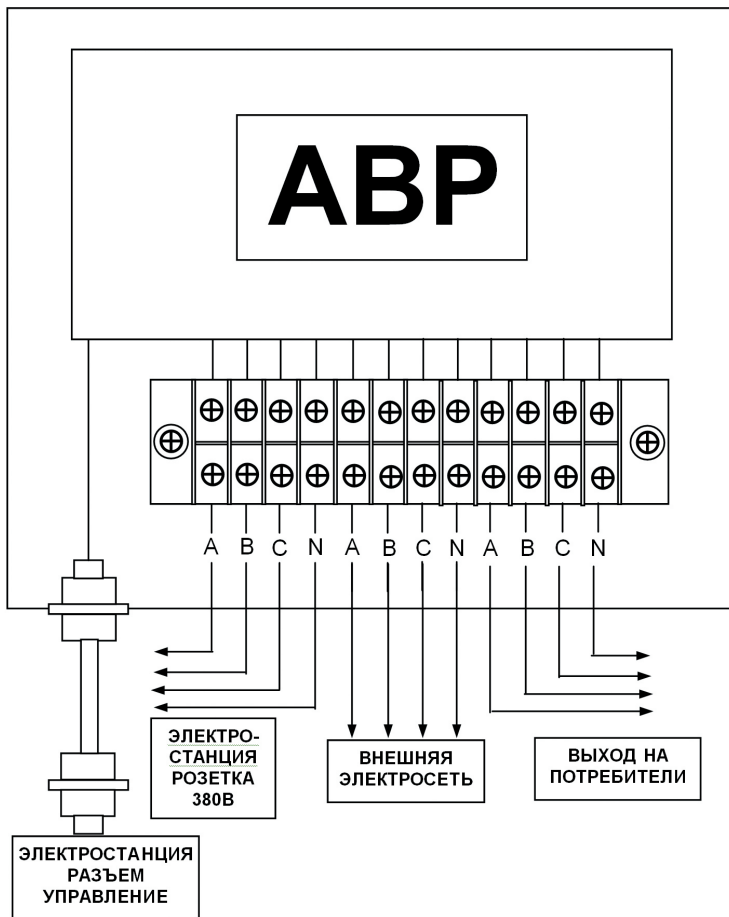 АВР
A B C N A B C N A B C N
ЭЛЕКТРО-
СТАНЦИЯ
РОЗЕТКА
380В
ВНЕШНЯЯ
ЭЛЕКТРОСЕТЬ
ВЫХОД НА
ПОТРЕБИТЕЛИ
ЭЛЕКТРОСТАНЦИЯ
РАЗЪЕМ
УПРАВЛЕНИЕ